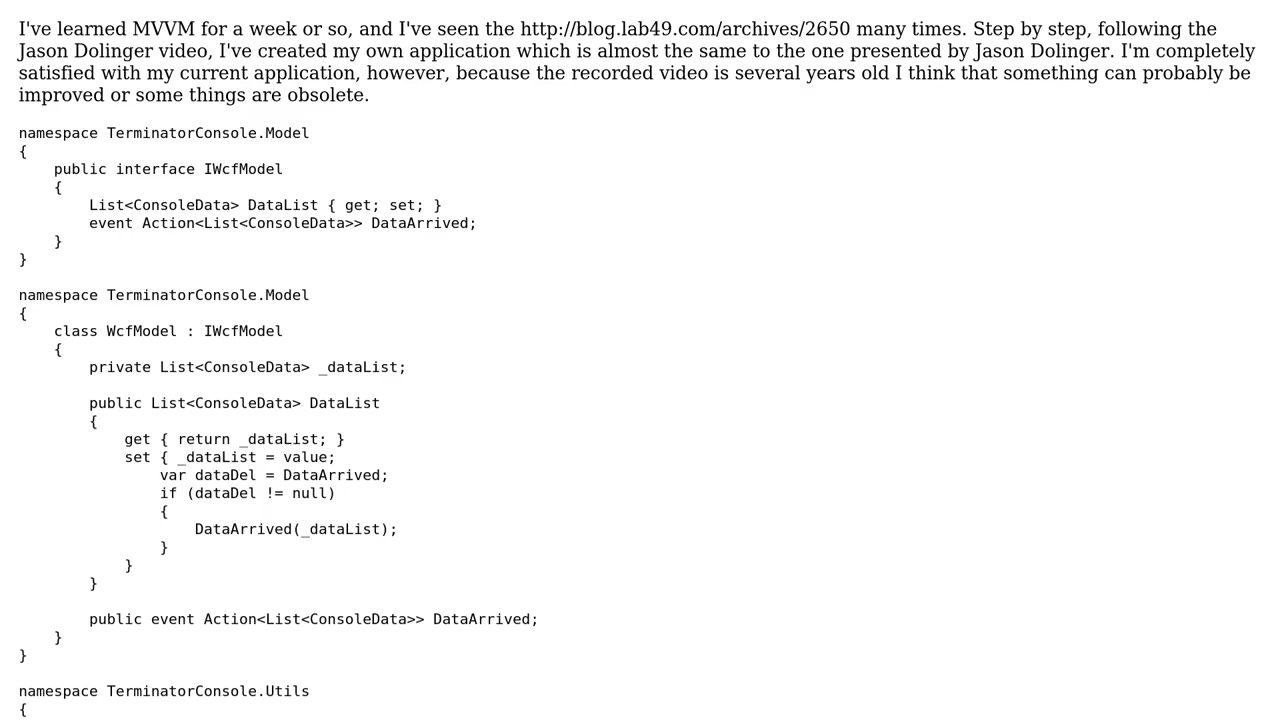 I've learned MVVM for a week or so, and I've seen the http://blog.lab49.com/archives/2650 many times. Step by step, following the
Jason Dolinger video, I've created my own application which is almost the same to the one presented by Jason Dolinger. I'm completely
satisfied with my current application, however, because the recorded video is several years old I think that something can probably be
improved or some things are obsolete.
namespace TerminatorConsole.Model
{
    public interface IWcfModel
    {
        List<ConsoleData> DataList { get; set; }
        event Action<List<ConsoleData>> DataArrived;
    }
}
namespace TerminatorConsole.Model
{
    class WcfModel : IWcfModel
    {
        private List<ConsoleData> _dataList;
        public List<ConsoleData> DataList
        {
            get { return _dataList; }
            set { _dataList = value;
                var dataDel = DataArrived;
                if (dataDel != null)
                {
                    DataArrived(_dataList);
                }
            }
        }
        public event Action<List<ConsoleData>> DataArrived;
    }
}
namespace TerminatorConsole.Utils
{